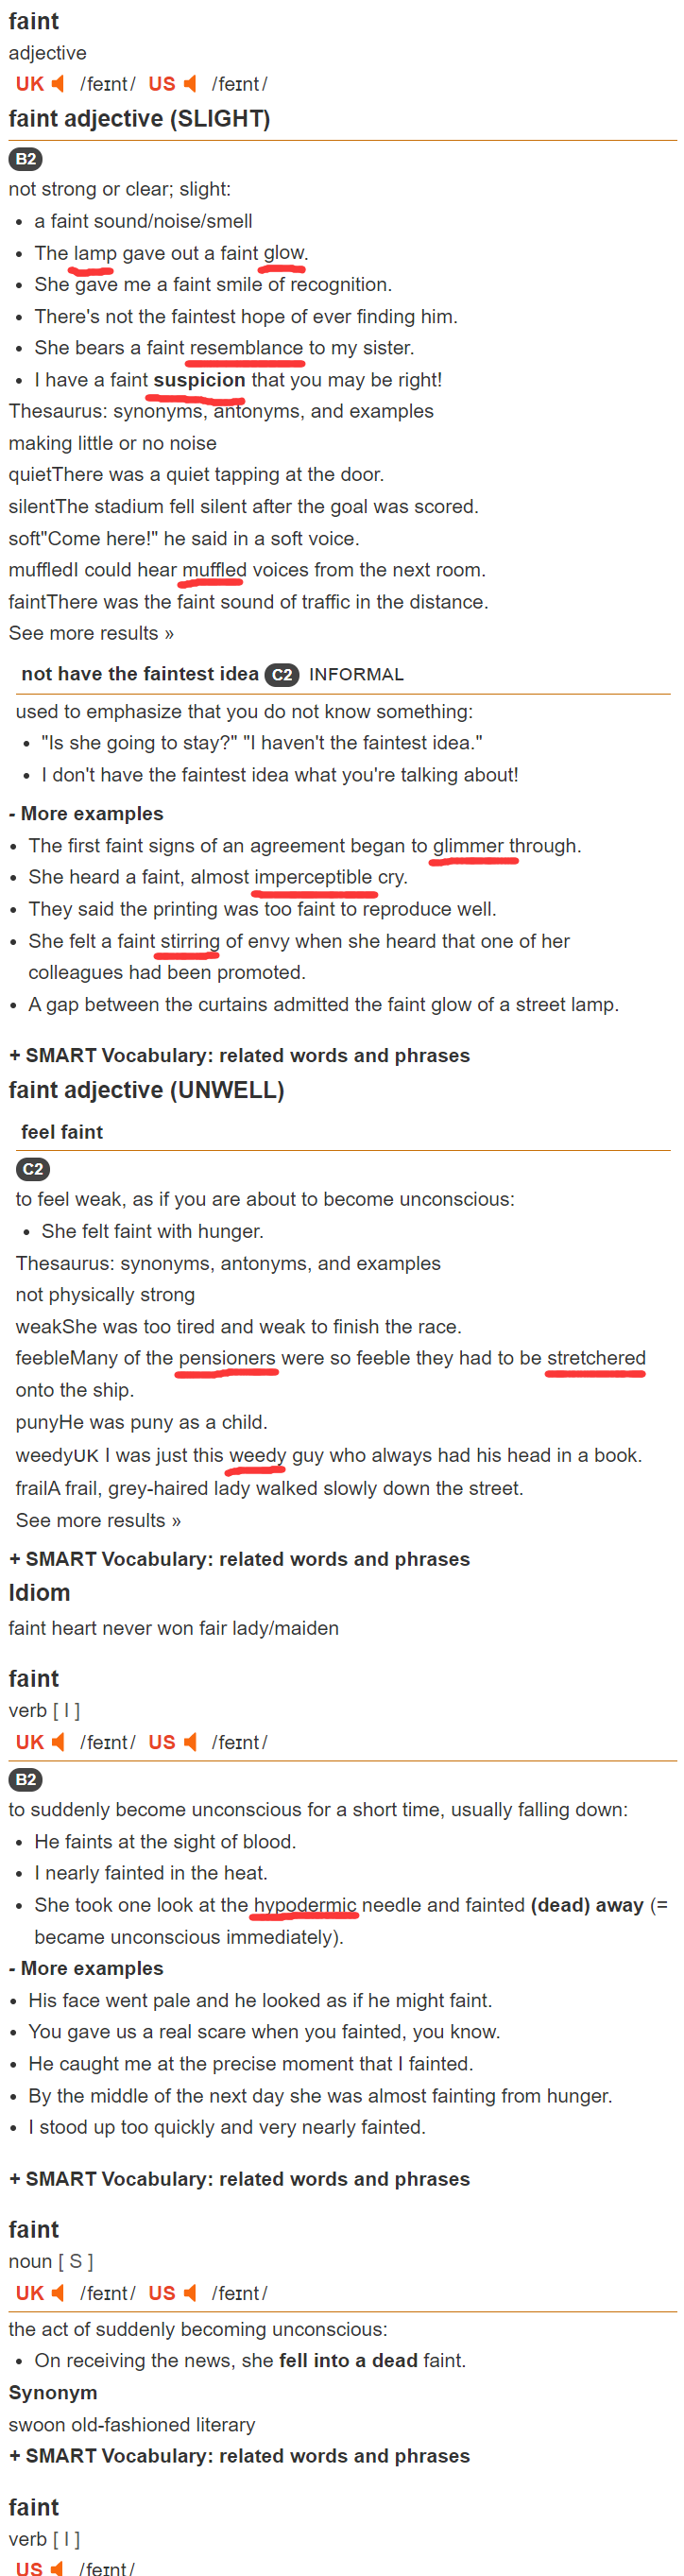 faint
adjective
UK /feɪnt/ US /feɪnt/
faint adjective (SLIGHT)
B2
not strong or clear; slight:
• a faint sound/noise/smell
• The lamp gave out a faint glow.
• She gave me a faint smile of recognition.
• There's not the faintest hope of ever finding him.
• She bears a faint resemblance to my sister.
• I have a faint suspicion that you may be right!
Thesaurus: synonyms, antonyms, and examples
making little or no noise
quietThere was a quiet tapping at the door.
silentThe stadium fell silent after the goal was scored.
soft"Come here!" he said in a soft voice.
muffledI could hear muffled voices from the next room.
faintThere was the faint sound of traffic in the distance.
See more results »
not have the faintest idea C2 INFORMAL
used to emphasize that you do not know something:
• "Is she going to stay?" "I haven't the faintest idea."
• I don't have the faintest idea what you're talking about!
- More examples
• The first faint signs of an agreement began to glimmer through.
• She heard a faint, almost imperceptible cry.
• They said the printing was too faint to reproduce well.
• She felt a faint stirring of envy when she heard that one of her
colleagues had been promoted.
• A gap between the curtains admitted the faint glow of a street lamp.
+ SMART Vocabulary: related words and phrases
faint adjective (UNWELL)
feel faint
C2
to feel weak, as if you are about to become unconscious:
• She felt faint with hunger.
Thesaurus: synonyms, antonyms, and examples
not physically strong
weakShe was too tired and weak to finish the race.
feebleMany of the pensioners were so feeble they had to be stretchered
onto the ship.
punyHe was puny as a child.
weedyUK I was just this weedy guy who always had his head in a book.
frailA frail, grey-haired lady walked slowly down the street.
See more results »
+ SMART Vocabulary: related words and phrases
Idiom
faint heart never won fair lady/maiden
faint
verb [ I ]
UK /feɪnt/ US /feɪnt/
B2
to suddenly become unconscious for a short time, usually falling down:
• He faints at the sight of blood.
• I nearly fainted in the heat.
• She took one look at the hypodermic needle and fainted (dead) away (=
became unconscious immediately).
- More examples
• His face went pale and he looked as if he might faint.
• You gave us a real scare when you fainted, you know.
• He caught me at the precise moment that I fainted.
• By the middle of the next day she was almost fainting from hunger.
• I stood up too quickly and very nearly fainted.
+ SMART Vocabulary: related words and phrases
faint
noun [ S ]
UK /feɪnt/ US /feɪnt/
the act of suddenly becoming unconscious:
• On receiving the news, she fell into a dead faint.
Synonym
swoon old-fashioned literary
+ SMART Vocabulary: related words and phrases
faint
verb [ I ]
US /feɪnt/